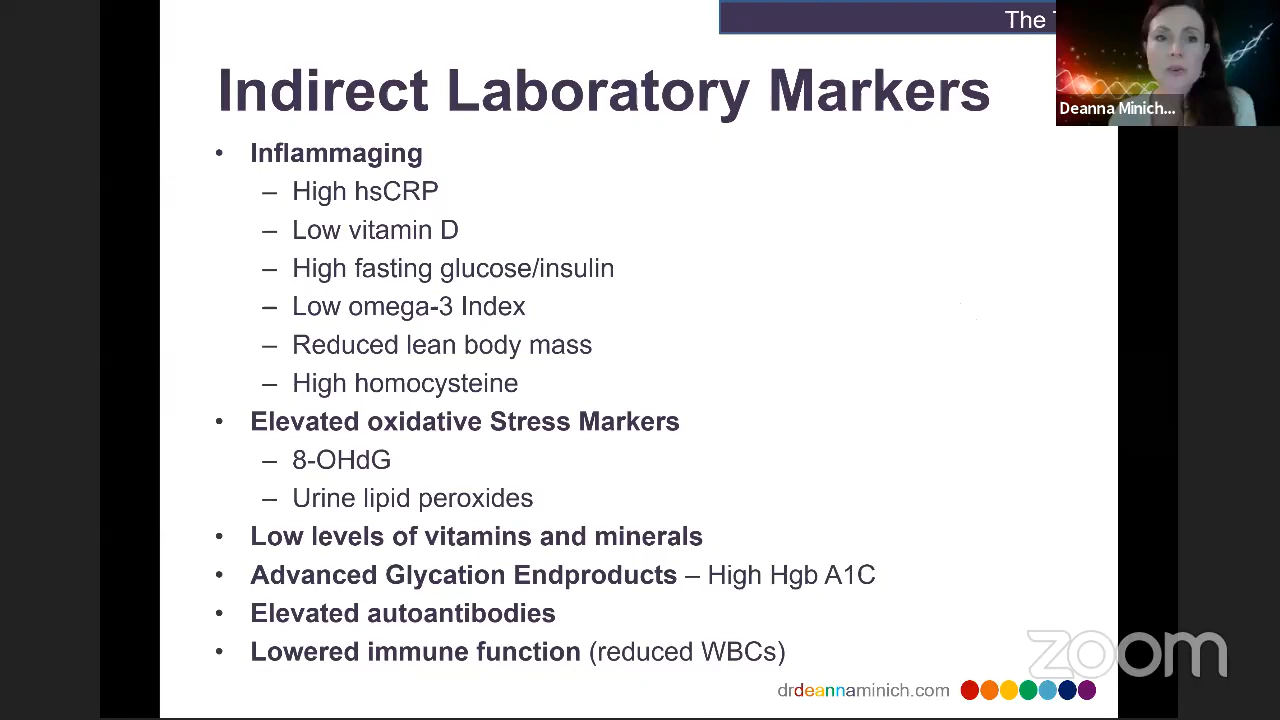 The
Indirect Laboratory Markers
Deanna Minich...
• Inflammaging
– High hsCRP
– Low vitamin D
– High fasting glucose/insulin
– Low omega-3 Index
– Reduced lean body mass
– High homocysteine
• Elevated oxidative Stress Markers
– 8-OHdG
– Urine lipid peroxides
• Low levels of vitamins and minerals
• Advanced Glycation Endproducts – High Hgb A1C
• Elevated autoantibodies
• Lowered immune function (reduced WBCs)
zoom
drdeannaminich.com